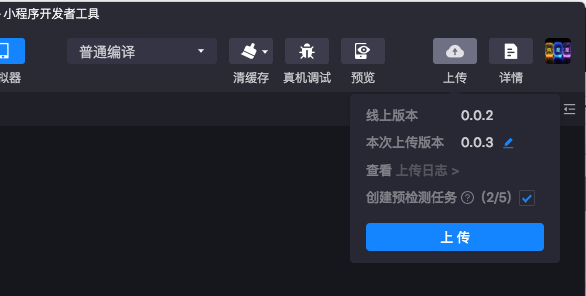 小程序开发者工具
拟器
普通编译
清缓存
真机调试
预览
上传
详情
线上版本 0.0.2
本次上传版本 0.0.3
查看 上传日志 >
创建预检测任务 ? (2/5)
上 传